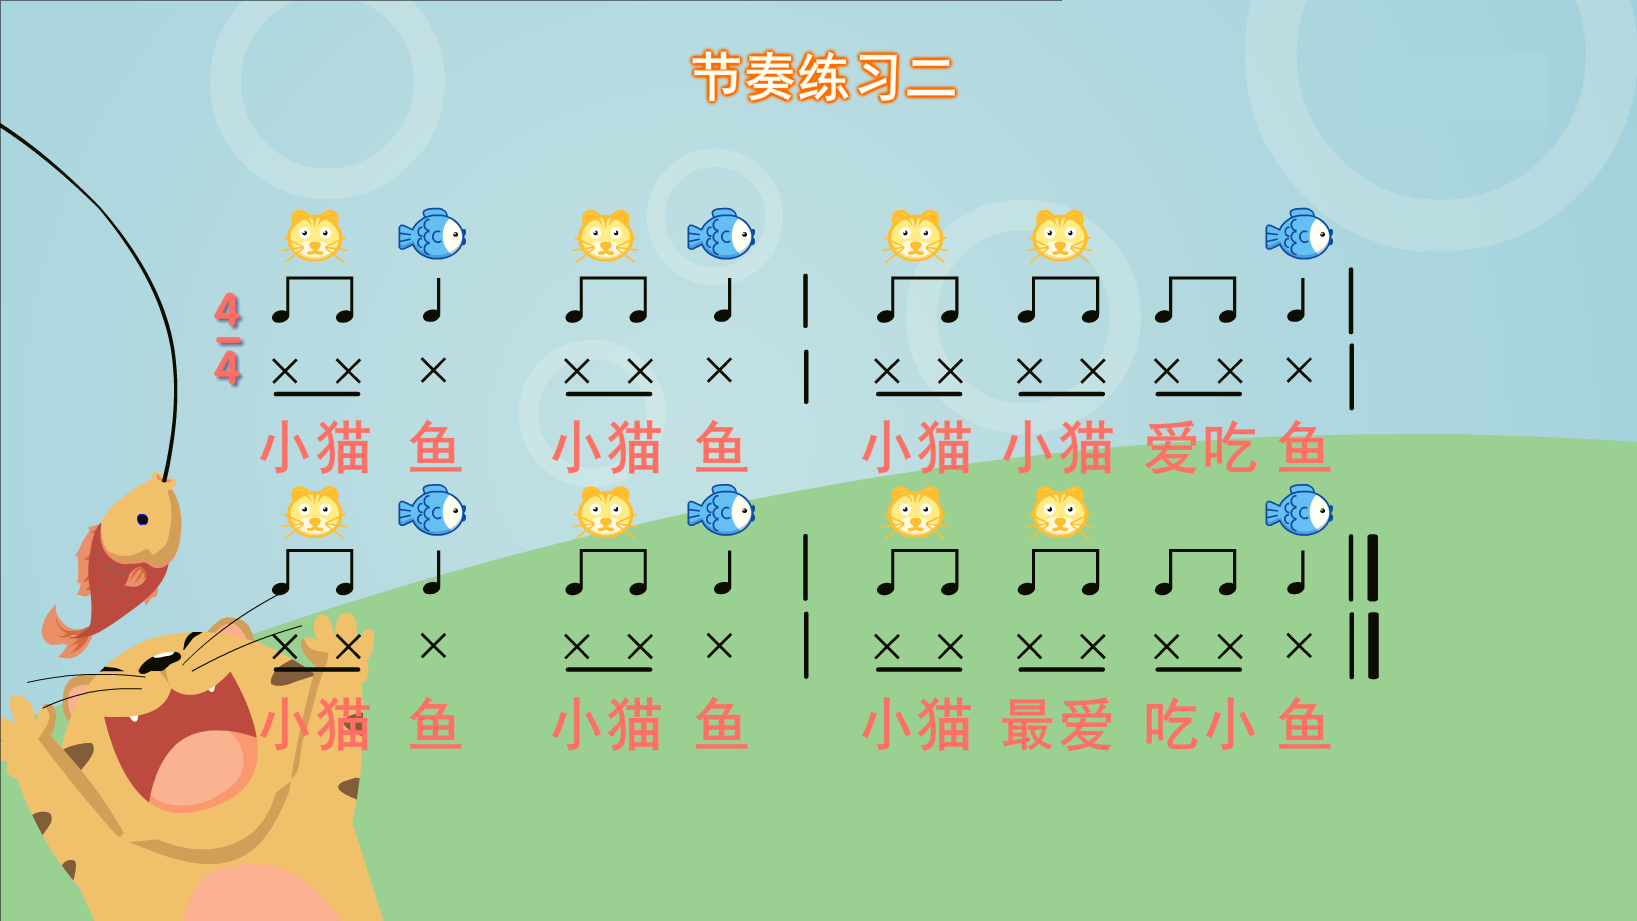 节奏练习二
4
4
× × × × × × | × × × × × × × |
小猫 鱼 小猫 鱼 小猫 小猫 爱吃 鱼
× × × × × × | × × × × × × × ‖
小猫 鱼 小猫 鱼 小猫 最爱 吃小 鱼